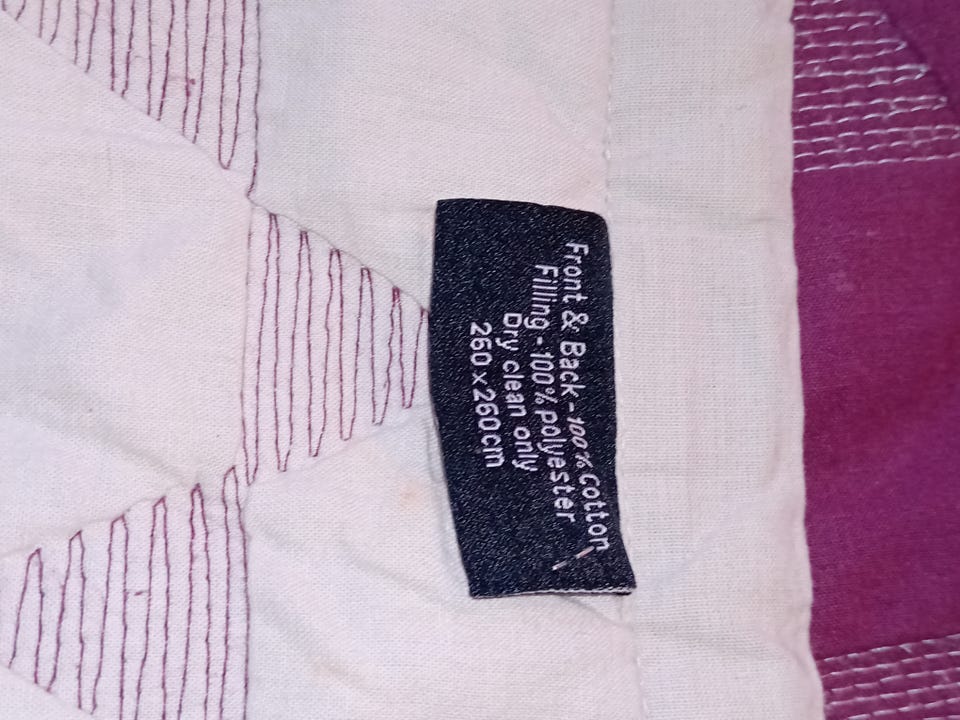 Front & Back - 100% cotton
Filling - 100% polyester
Dry clean only
260 x 260cm